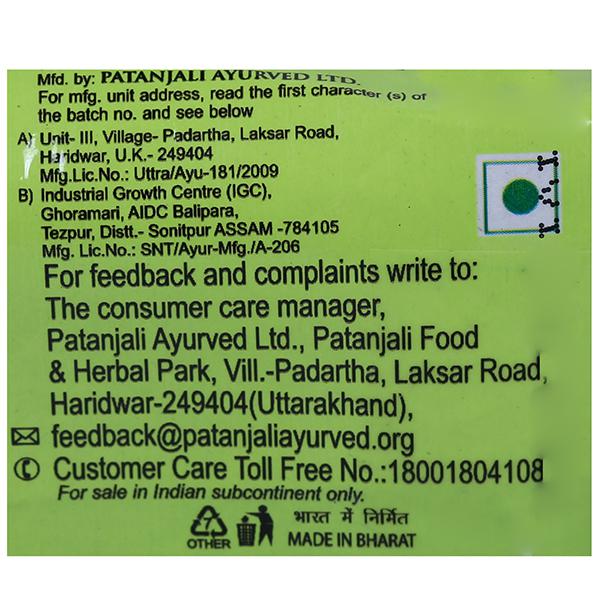 Mfd. by: PATANJALI AYURVED LTD.
For mfg. unit address, read the first character (s) of
the batch no. and see below
A) Unit- III, Village- Padartha, Laksar Road,
Haridwar, U.K.- 249404
Mfg.Lic.No.: Uttra/Ayu-181/2009
B) Industrial Growth Centre (IGC),
Ghoramari, AIDC Balipara,
Tezpur, Distt.- Sonitpur ASSAM -784105
Mfg. Lic.No.: SNT/Ayur-Mfg./A-206
For feedback and complaints write to:
The consumer care manager,
Patanjali Ayurved Ltd., Patanjali Food
& Herbal Park, Vill.-Padartha, Laksar Road,
Haridwar-249404(Uttarakhand),
feedback@patanjaliayurved.org
Customer Care Toll Free No.:18001804108
For sale in Indian subcontinent only.
7
OTHER
भारत में निर्मित
MADE IN BHARAT